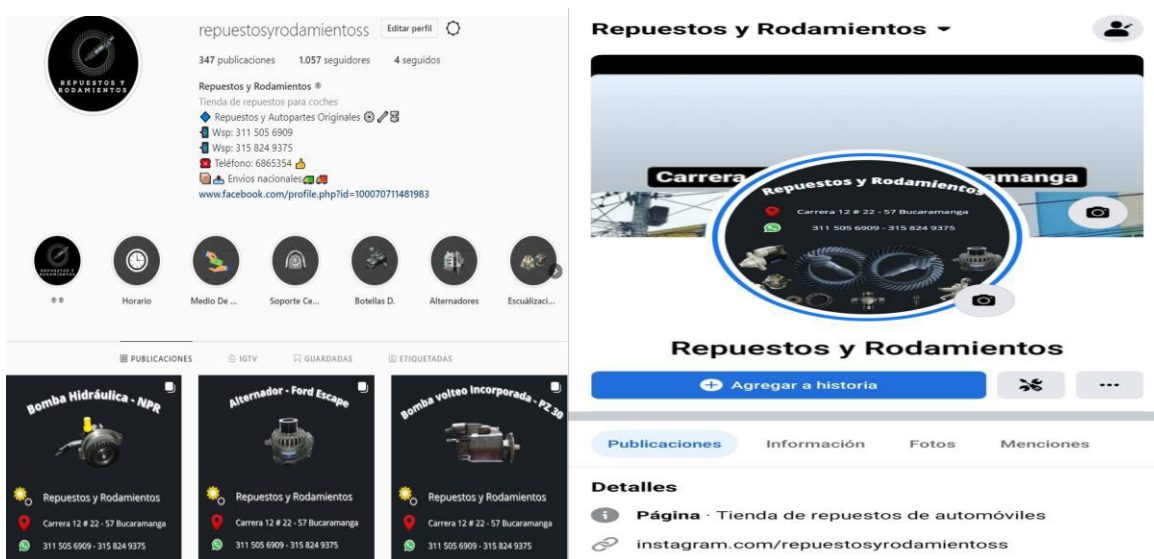 repuestosyrodamientoss Editar perfil
347 publicaciones 1.057 seguidores 4 seguidos
REPUESTOS Y
RODAMIENTOS
Repuestos y Rodamientos ®
Tienda de repuestos para coches
Repuestos y Autopartes Originales
Wsp: 311 505 6909
Wsp: 315 824 9375
Teléfono: 6865354
Envios nacionales
www.facebook.com/profile.php?id=100070711481983
REPUESTOS Y
RODAMIENTOS
® ® Horario Medio De ... Soporte Ce... Botellas D. Alternadores Escualizaci...
PUBLICACIONES IGTV GUARDADAS ETIQUETADAS
Bomba Hidráulica - NPR
Repuestos y Rodamientos
Carrera 12 # 22 - 57 Bucaramanga
311 505 6909 - 315 824 9375
Alternador - Ford Escape
Repuestos y Rodamientos
Carrera 12 # 22 - 57 Bucaramanga
311 505 6909 - 315 824 9375
Bomba volteo Incorporada - PZ 30
Repuestos y Rodamientos
Carrera 12 # 22 - 57 Bucaramanga
311 505 6909 - 315 824 9375
Repuestos y Rodamientos
Carrera amanga
Repuestos y Rodamientos
Carrera 12 # 22 - 57 Bucaramanga
311 505 6909 - 315 824 9375
Repuestos y Rodamientos
Agregar a historia
Publicaciones Información Fotos Menciones
Detalles
Página · Tienda de repuestos de automóviles
instagram.com/repuestosyrodamientoss